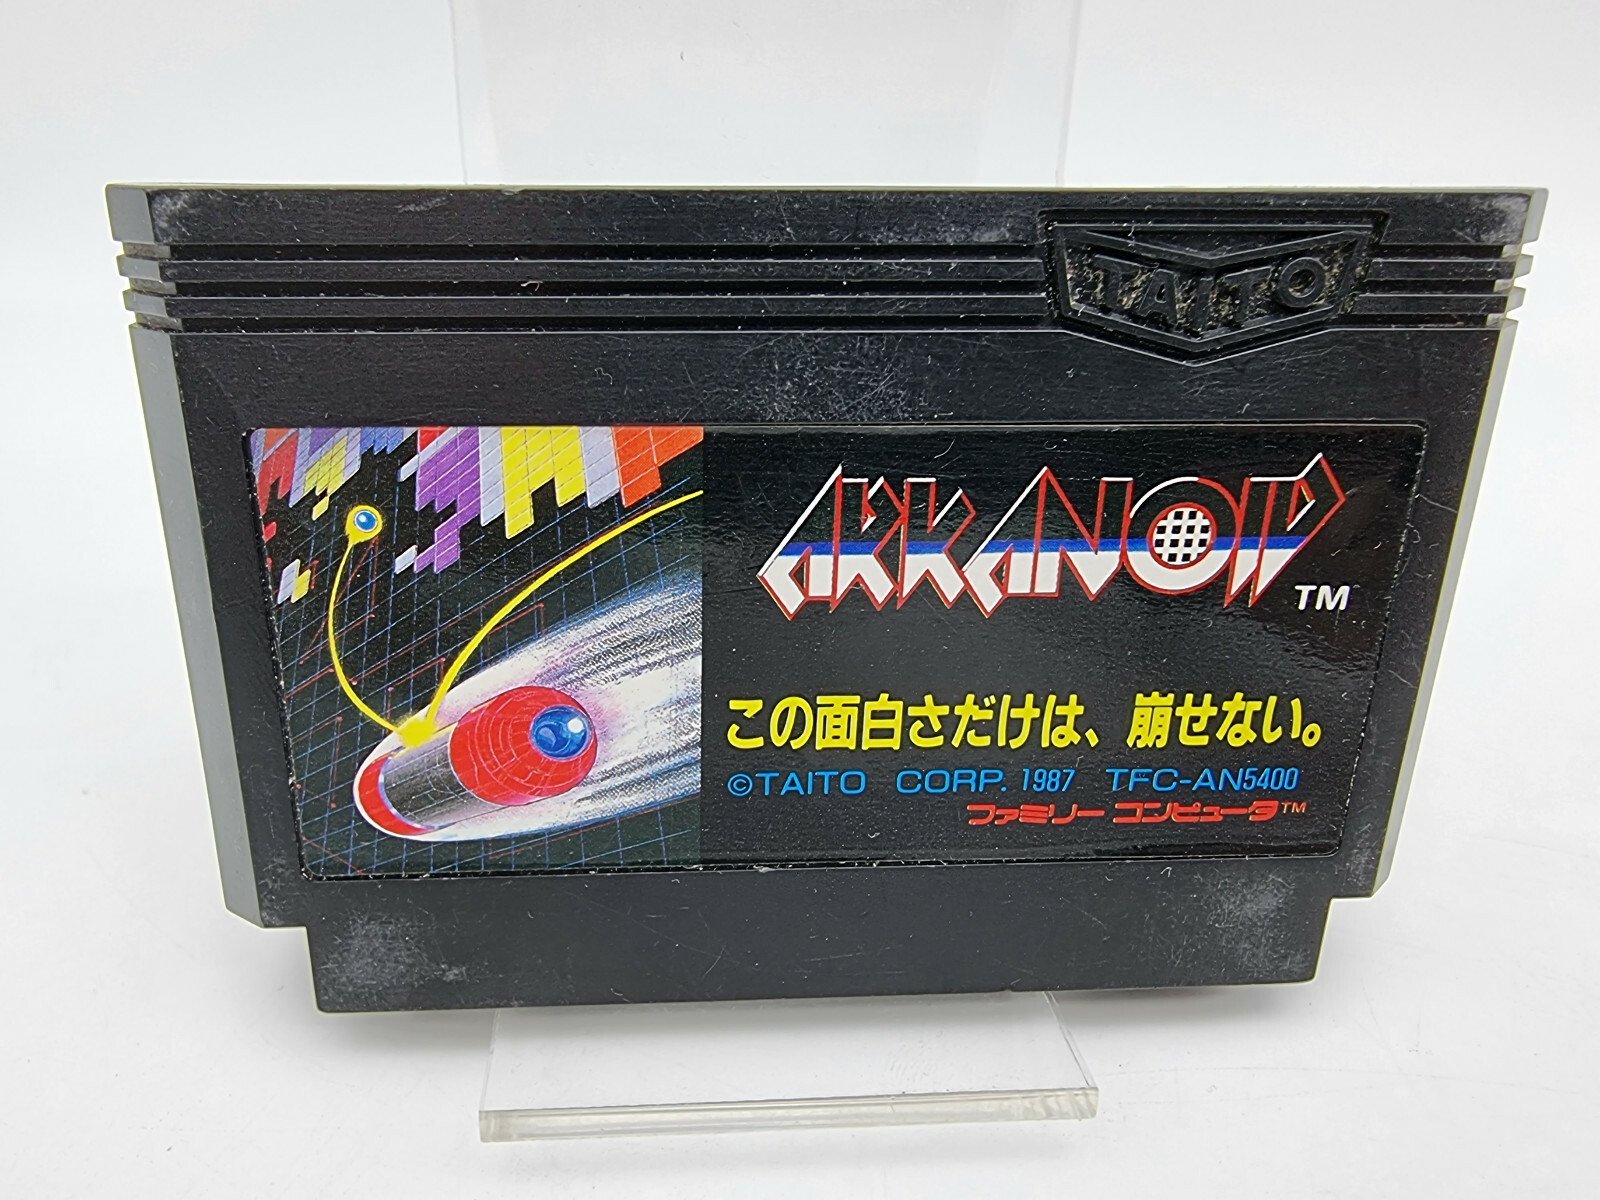 TAITO
ARKANOID TM
この面白さだけは、崩せない。
©TAITO CORP. 1987 TFC-AN5400
ファミリー コンピュータ™